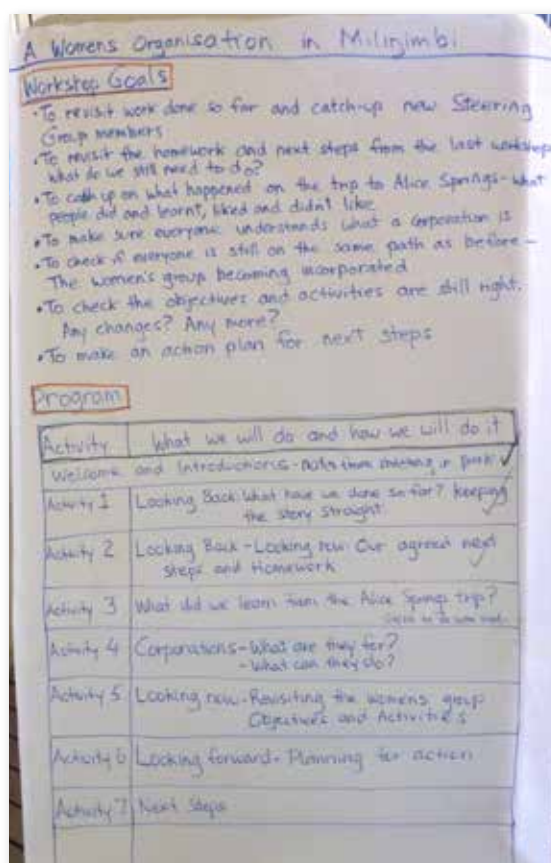 A Womens Organisation in Milinjimbi
Workshop Goals
• To revisit work done so far and catch-up new Steering
Group members
• To revisit the homework and next steps from the last workshop
what do we still need to do?
• To catch up on what happened on the trip to Alice Springs - what
people did and learnt, liked and didn't like
• To make sure everyone understands what a corporation is
• To check if everyone is still on the same path as before -
The women's group becoming incorporated
• To check the objectives and activities are still right.
Any changes? Any more?
• To make an action plan for next steps
Program
Activity What we will do and how we will do it
Welcome and Introductions - notes from meeting in park ✓
Activity 1 Looking Back - What have we done so far? Keeping
the story straight
Activity 2 Looking Back - Looking now Our agreed next
steps and Homework
Activity 3 What did we learn from the Alice Springs trip?
Activity 4 Corporations - What are they for?
- What can they do?
Activity 5 Looking now - Revisiting the womens group
Objectives and Activities
Activity 6 Looking forward - Planning for action
Activity 7 Next Steps